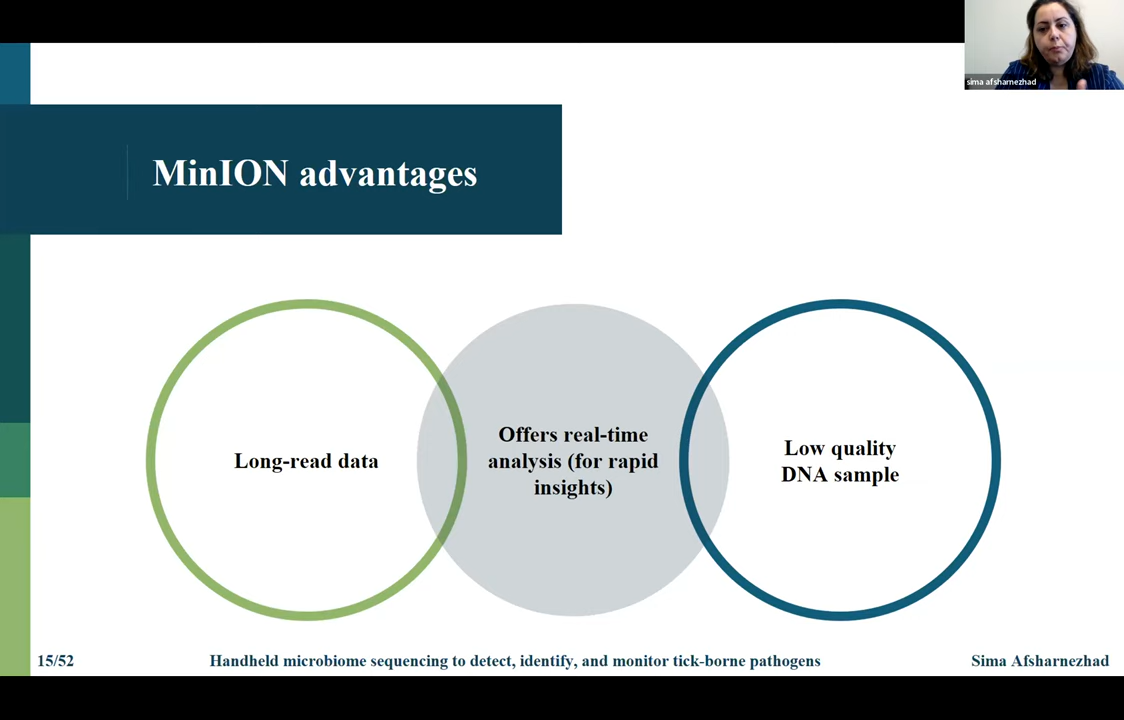 sima afsharnezhad
MinION advantages
Long-read data
Offers real-time
analysis (for rapid
insights)
Low quality
DNA sample
15/52
Handheld microbiome sequencing to detect, identify, and monitor tick-borne pathogens
Sima Afsharnezhad